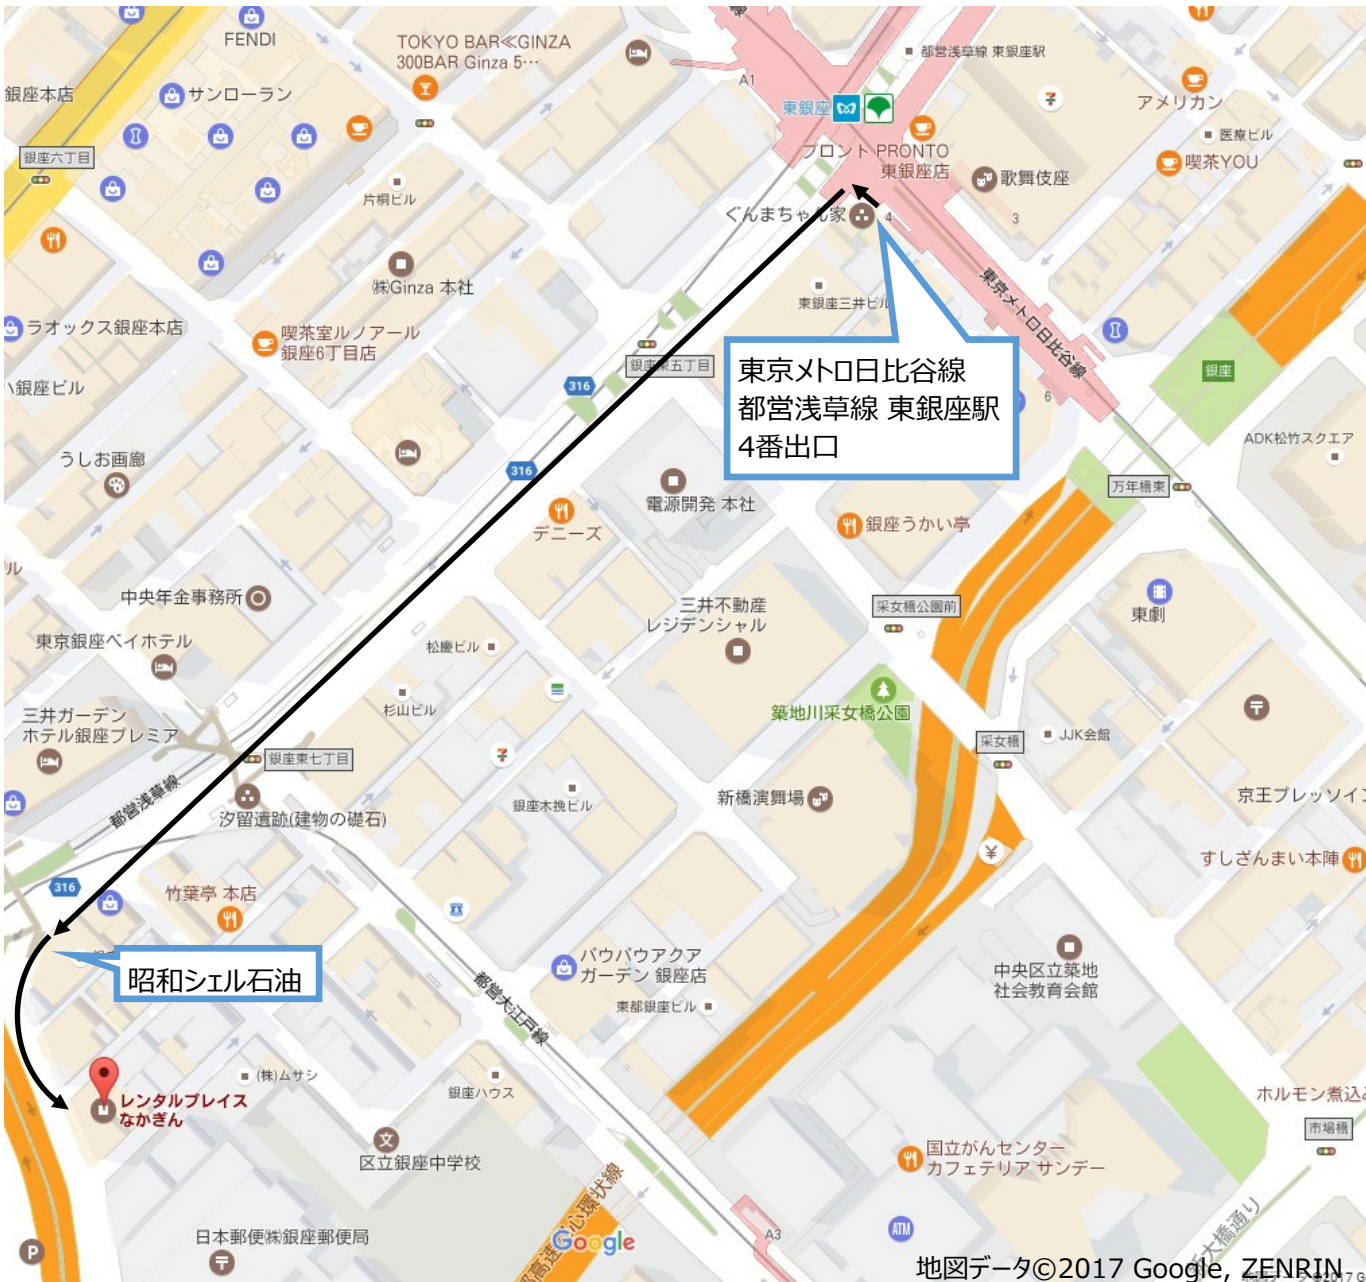 FENDI
TOKYO BAR≪GINZA
300BAR Ginza 5…
都営浅草線 東銀座駅
A1
銀座本店
サンローラン
東銀座
アメリカン
医療ビル
銀座六丁目
プロント PRONTO
東銀座店
喫茶YOU
歌舞伎座
片桐ビル
ぐんまちゃん家
4
3
㈱Ginza 本社
東銀座三井ビル
東京メトロ日比谷線
ラオックス銀座本店
喫茶室ルノアール
銀座6丁目店
銀座東五丁目
東京メトロ日比谷線
都営浅草線 東銀座駅
4番出口
銀座
銀座ビル
316
6
ADK松竹スクエア
うしお画廊
316
電源開発 本社
万年橋東
デニーズ
銀座うかい亭
ル
中央年金事務所
三井不動産
レジデンシャル
采女橋公園前
東劇
東京銀座ベイホテル
松慶ビル
杉山ビル
築地川采女橋公園
三井ガーデン
ホテル銀座プレミア
采女橋
JJK会館
銀座東七丁目
都営浅草線
汐留遺跡(建物の礎石)
銀座木挽ビル
新橋演舞場
京王プレッソイン
¥
すしざんまい本陣
316
竹葉亭 本店
昭和シェル石油
パウパウアクア
ガーデン 銀座店
中央区立築地
社会教育会館
都営大江戸線
東都銀座ビル
(株)ムサシ
銀座ハウス
レンタルプレイス
なかぎん
ホルモン煮込み
市場橋
文
区立銀座中学校
国立がんセンター
カフェテリア サンデー
日本郵便㈱銀座郵便局
P
Google
A3
ATM
新大橋通り
地図データ©2017 Google, ZENRIN